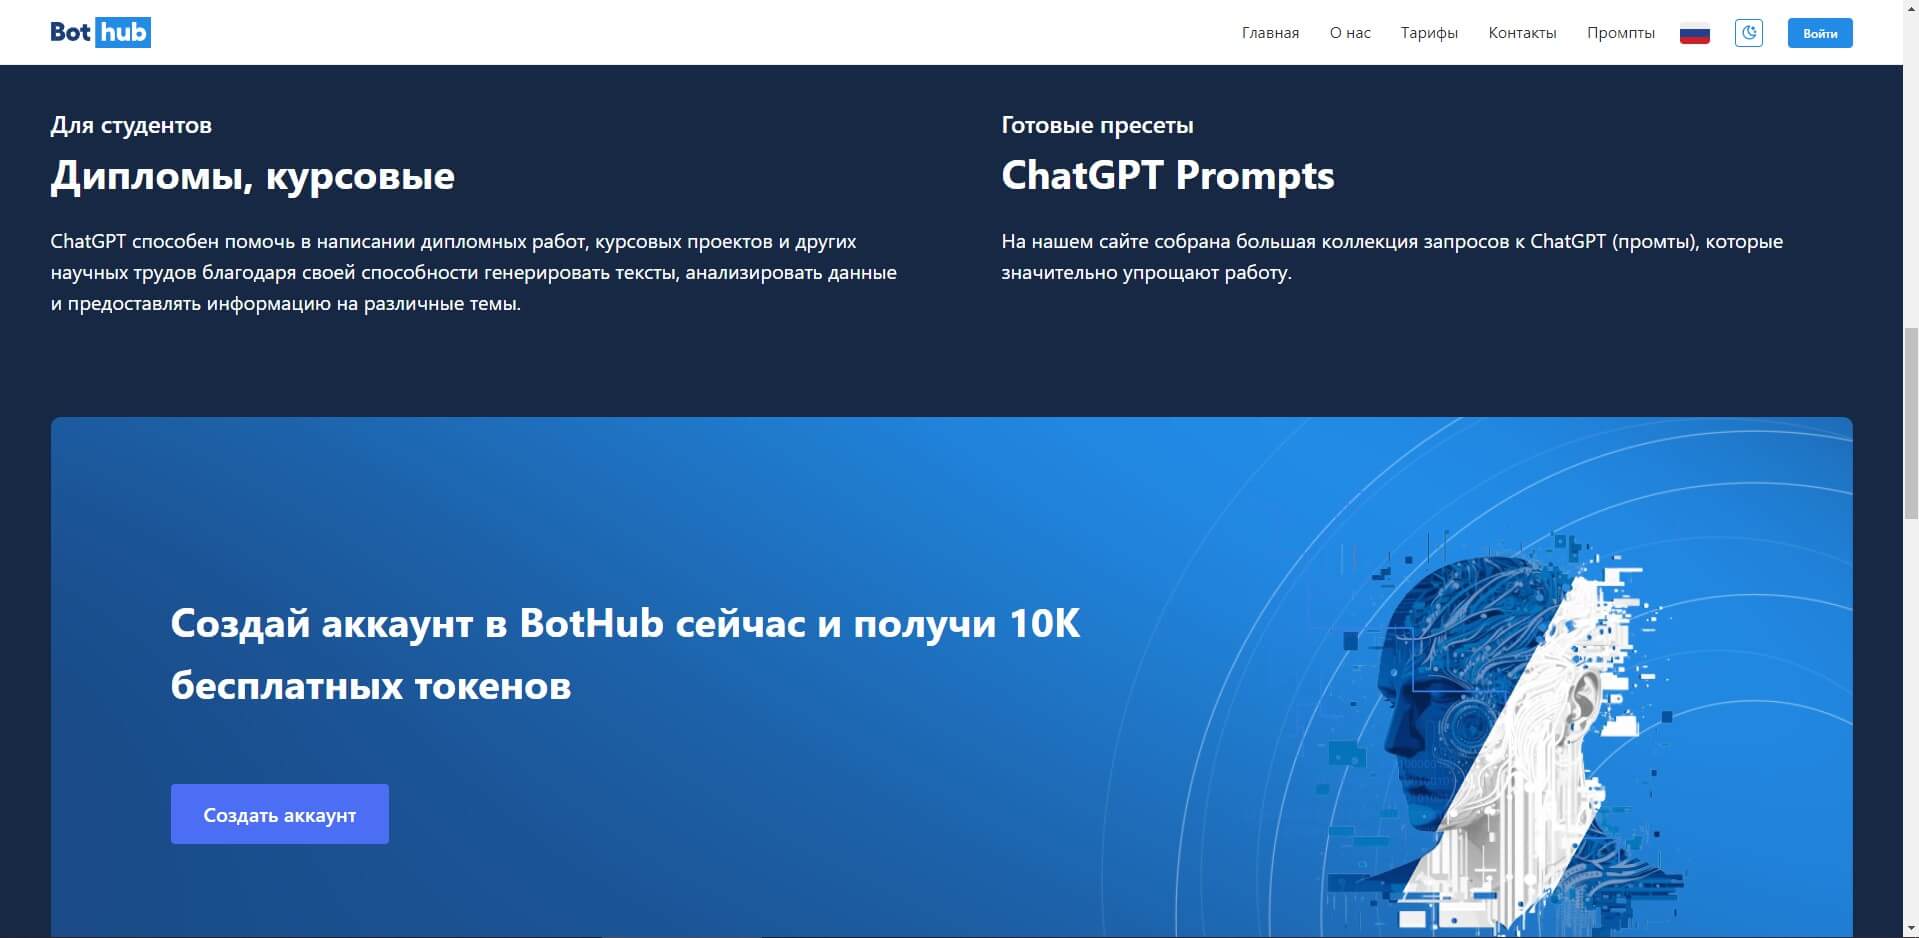 Bot hub
Главная О нас Тарифы Контакты Промпты Войти
Для студентов
Дипломы, курсовые
ChatGPT способен помочь в написании дипломных работ, курсовых проектов и других
научных трудов благодаря своей способности генерировать тексты, анализировать данные
и предоставлять информацию на различные темы.
Готовые пресеты
ChatGPT Prompts
На нашем сайте собрана большая коллекция запросов к ChatGPT (промты), которые
значительно упрощают работу.
Создай аккаунт в BotHub сейчас и получи 10К
бесплатных токенов
Создать аккаунт